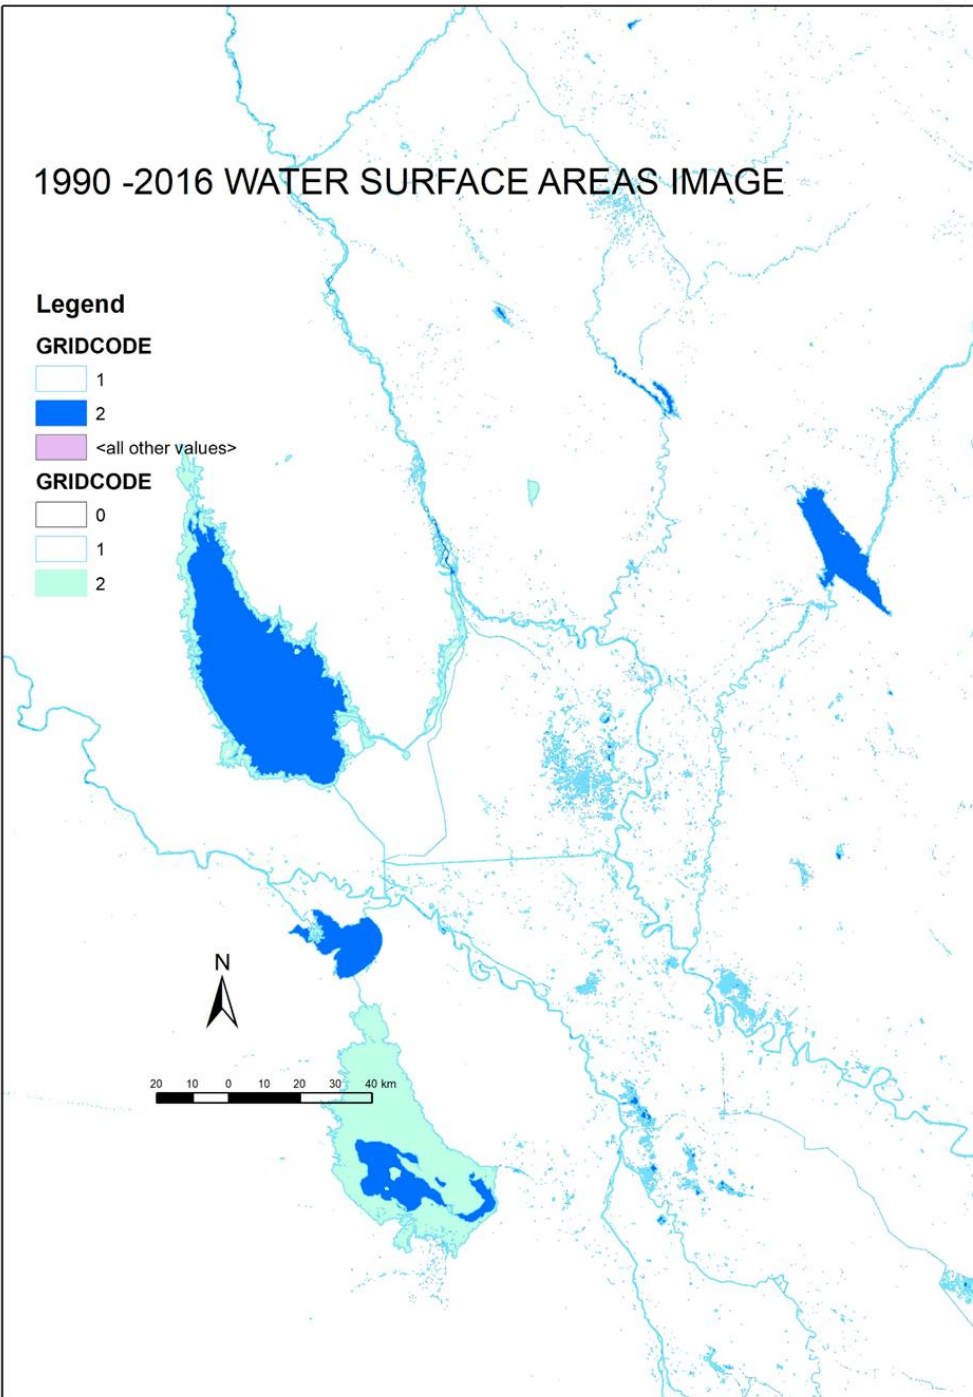 1990 -2016 WATER SURFACE AREAS IMAGE
Legend
GRIDCODE
1
2
<all other values>
GRIDCODE
0
1
2
N
20 10 0 10 20 30 40 km